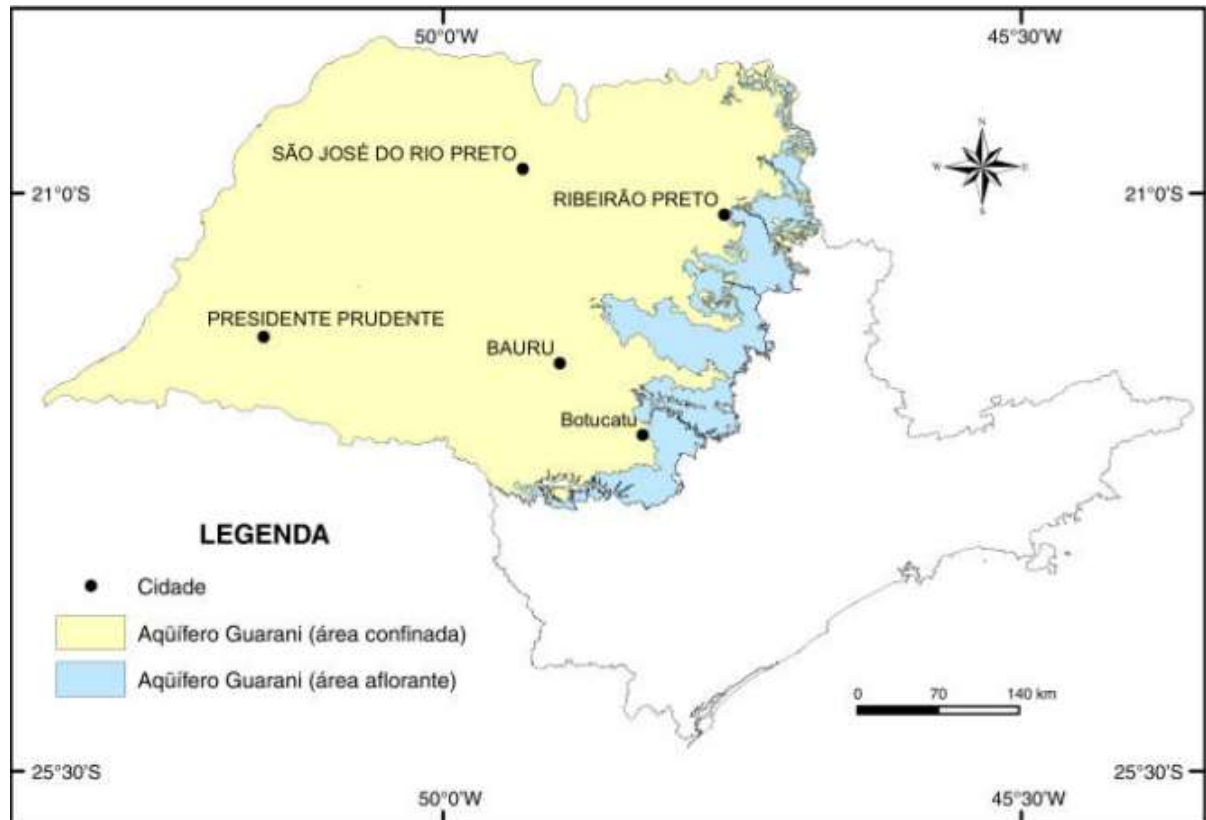 50°0'W
45°30'W
N
W
E
S
SÃO JOSÉ DO RIO PRETO
21°0'S
21°0'S
RIBEIRÃO PRETO
PRESIDENTE PRUDENTE
BAURU
Botucatu
LEGENDA
Cidade
Aqüífero Guarani (área confinada)
Aqüífero Guarani (área aflorante)
0 70 140 km
25°30'S
25°30'S
50°0'W
45°30'W